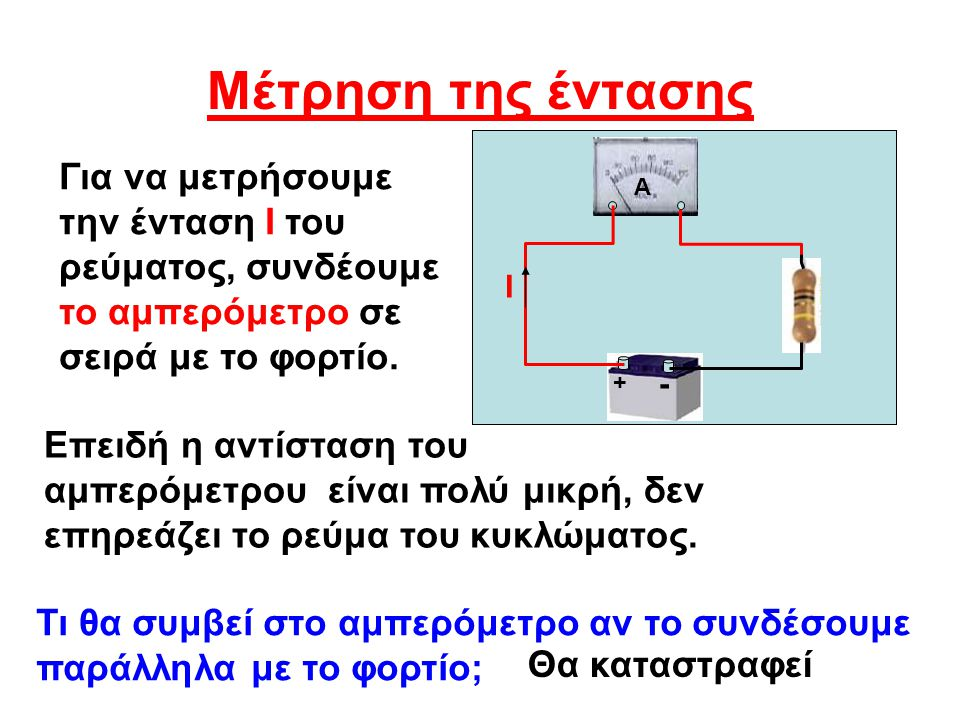 Μέτρηση της έντασης
Για να μετρήσουμε
την ένταση Ι του
ρεύματος, συνδέουμε
το αμπερόμετρο σε
σειρά με το φορτίο.
A
I
+ -
Επειδή η αντίσταση του
αμπερόμετρου είναι πολύ μικρή, δεν
επηρεάζει το ρεύμα του κυκλώματος.
Τι θα συμβεί στο αμπερόμετρο αν το συνδέσουμε
παράλληλα με το φορτίο;
Θα καταστραφεί